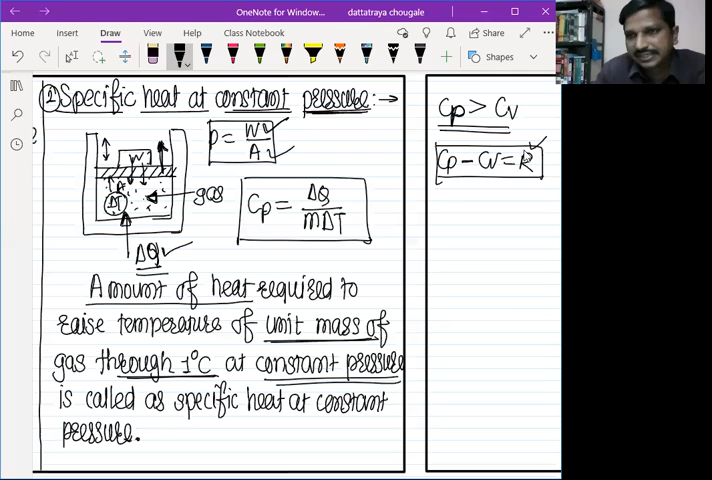 OneNote for Window...
dattatraya chougale
Home
Insert
Draw
View
Help
Class Notebook
Share
Shapes
② Specific heat at constant pressure :→
P = W/A
W
A
ΔT
gas
ΔQ
Cp = ΔQ/mΔT
Amount of heat required to
raise temperature of unit mass of
gas through 1°C at constant pressure
is called as specific heat at constant
pressure.
Cp > Cv
Cp − Cv = R